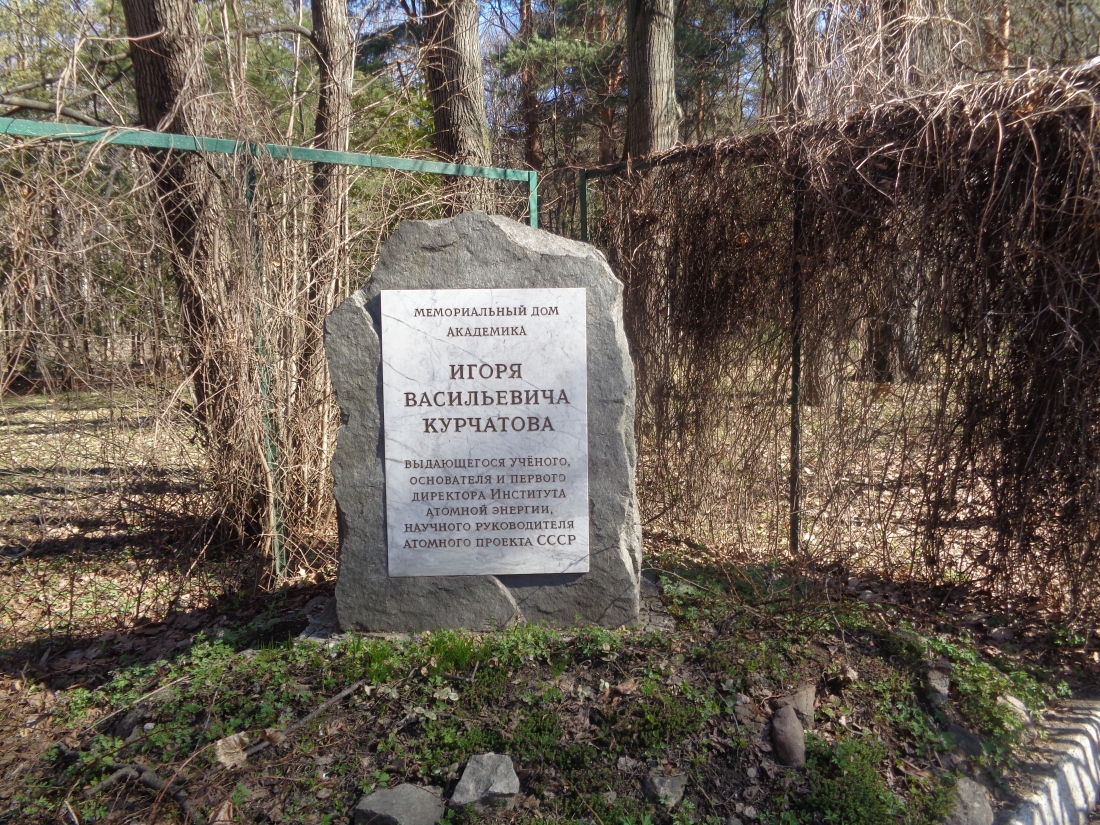 МЕМОРИАЛЬНЫЙ ДОМ
АКАДЕМИКА
ИГОРЯ
ВАСИЛЬЕВИЧА
КУРЧАТОВА
ВЫДАЮЩЕГОСЯ УЧЁНОГО,
ОСНОВАТЕЛЯ И ПЕРВОГО
ДИРЕКТОРА ИНСТИТУТА
АТОМНОЙ ЭНЕРГИИ,
НАУЧНОГО РУКОВОДИТЕЛЯ
АТОМНОГО ПРОЕКТА СССР